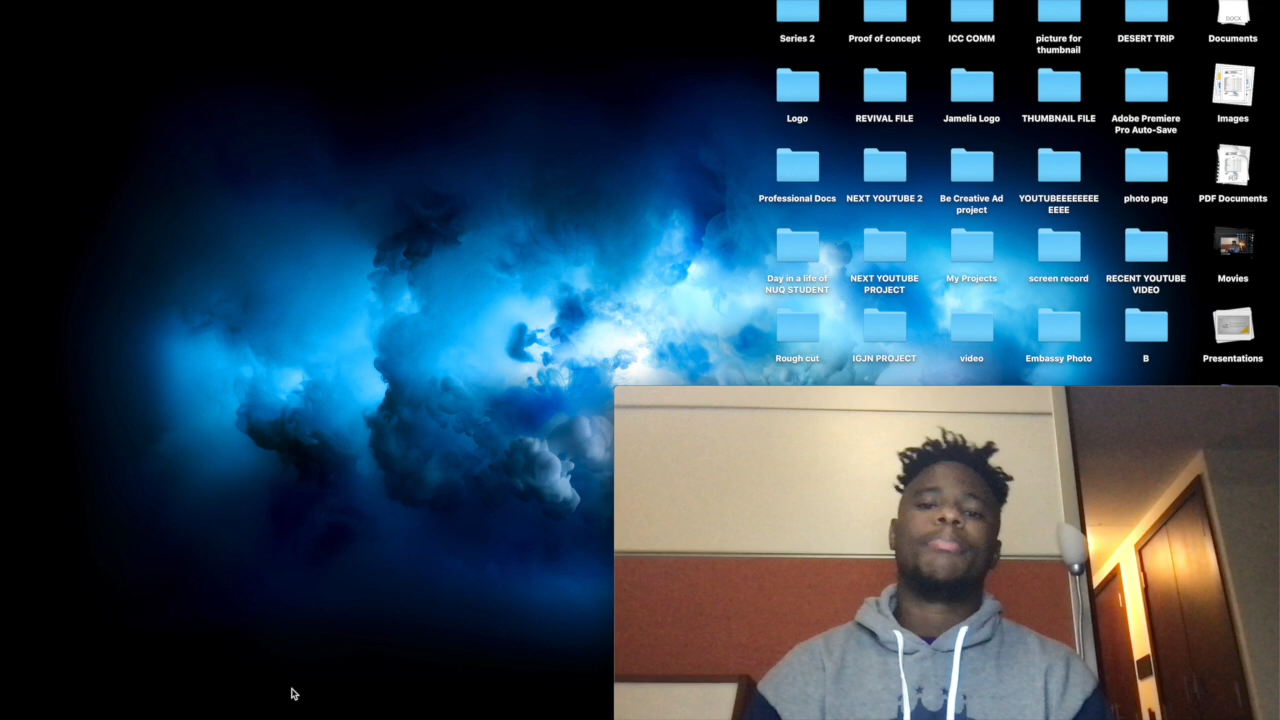 Series 2
Proof of concept
ICC COMM
picture for
thumbnail
DESERT TRIP
DOCX
Documents
Logo
REVIVAL FILE
Jamelia Logo
THUMBNAIL FILE
Adobe Premiere
Pro Auto-Save
Images
Professional Docs
NEXT YOUTUBE 2
Be Creative Ad
project
YOUTUBEEEEEEEE
EEEE
photo png
PDF
PDF Documents
Day in a life of
NUQ STUDENT
NEXT YOUTUBE
PROJECT
My Projects
screen record
RECENT YOUTUBE
VIDEO
Movies
Rough cut
IGJN PROJECT
video
Embassy Photo
B
Presentations